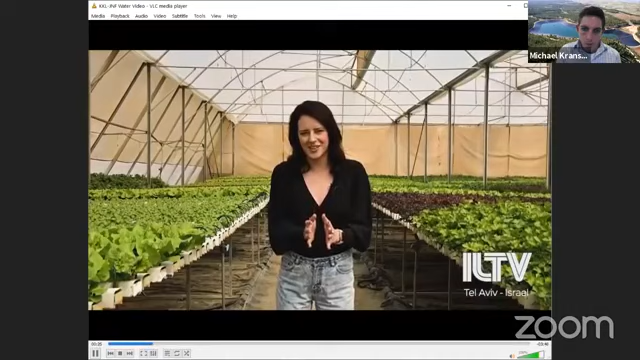 KKL-JNF Water Video - VLC media player
Media Playback Audio Video Subtitle Tools View Help
Michael Krans...
ILTV
Tel Aviv - Israel
zoom